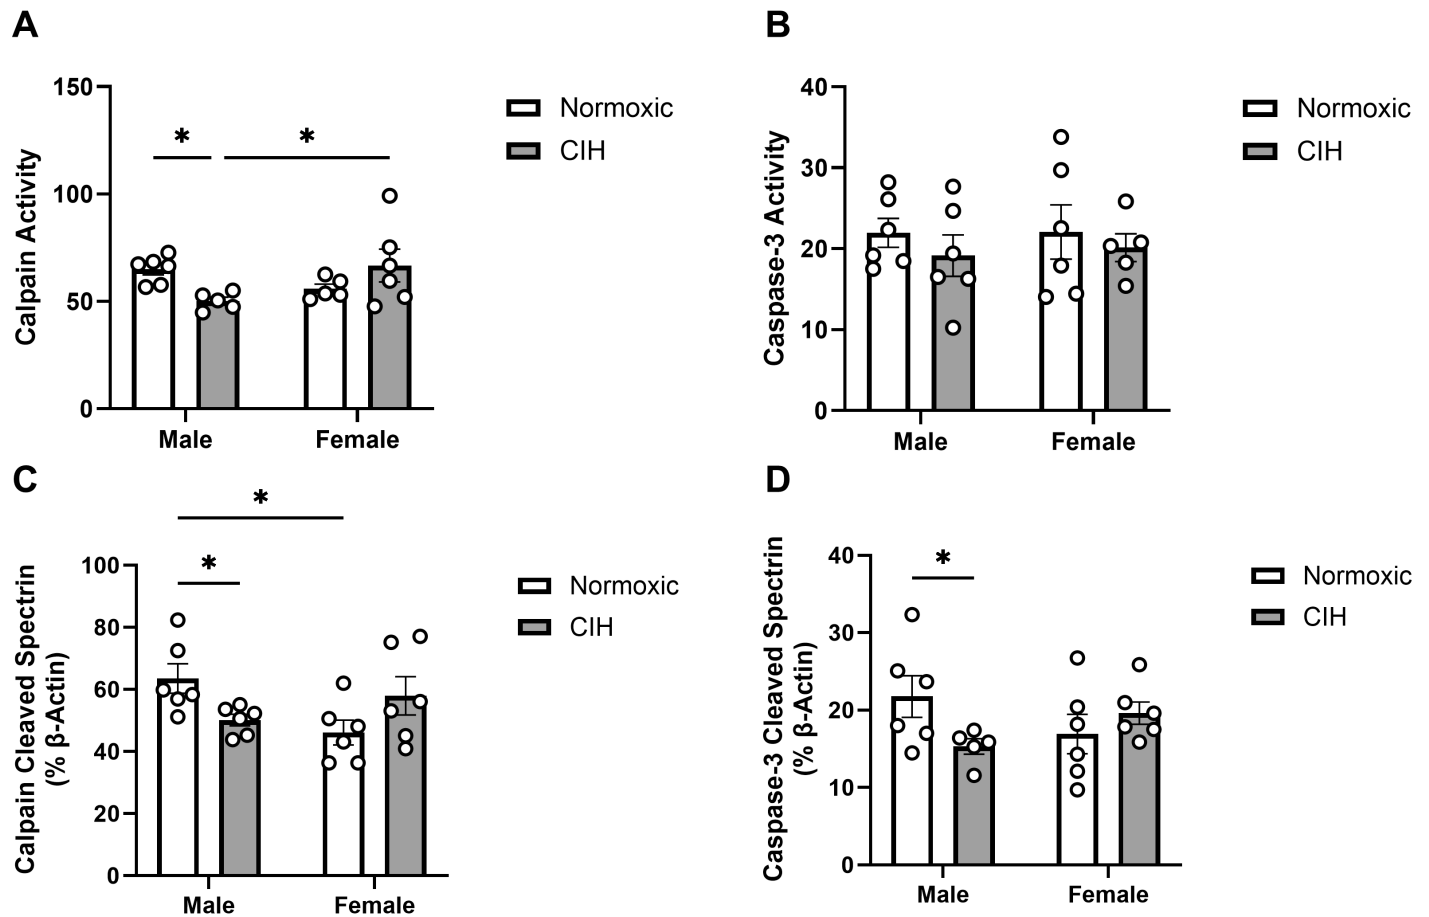 A
150
100
50
0
Calpain Activity
*
*
Normoxic
CIH
Male
Female
B
40
30
20
10
0
Caspase-3 Activity
Normoxic
CIH
Male
Female
C
100
80
60
40
20
0
Calpain Cleaved Spectrin
(% β-Actin)
*
*
Normoxic
CIH
Male
Female
D
40
30
20
10
0
Caspase-3 Cleaved Spectrin
(% β-Actin)
*
Normoxic
CIH
Male
Female